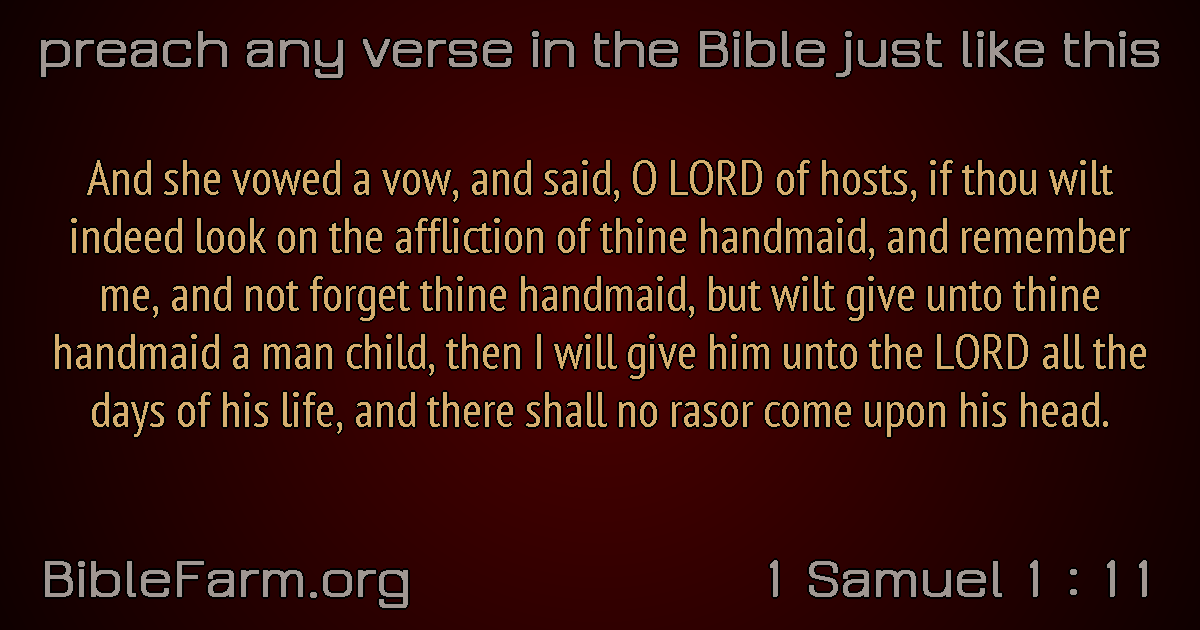 preach any verse in the Bible just like this
And she vowed a vow, and said, O LORD of hosts, if thou wilt
indeed look on the affliction of thine handmaid, and remember
me, and not forget thine handmaid, but wilt give unto thine
handmaid a man child, then I will give him unto the LORD all the
days of his life, and there shall no rasor come upon his head.
BibleFarm.org
1 Samuel 1 : 11